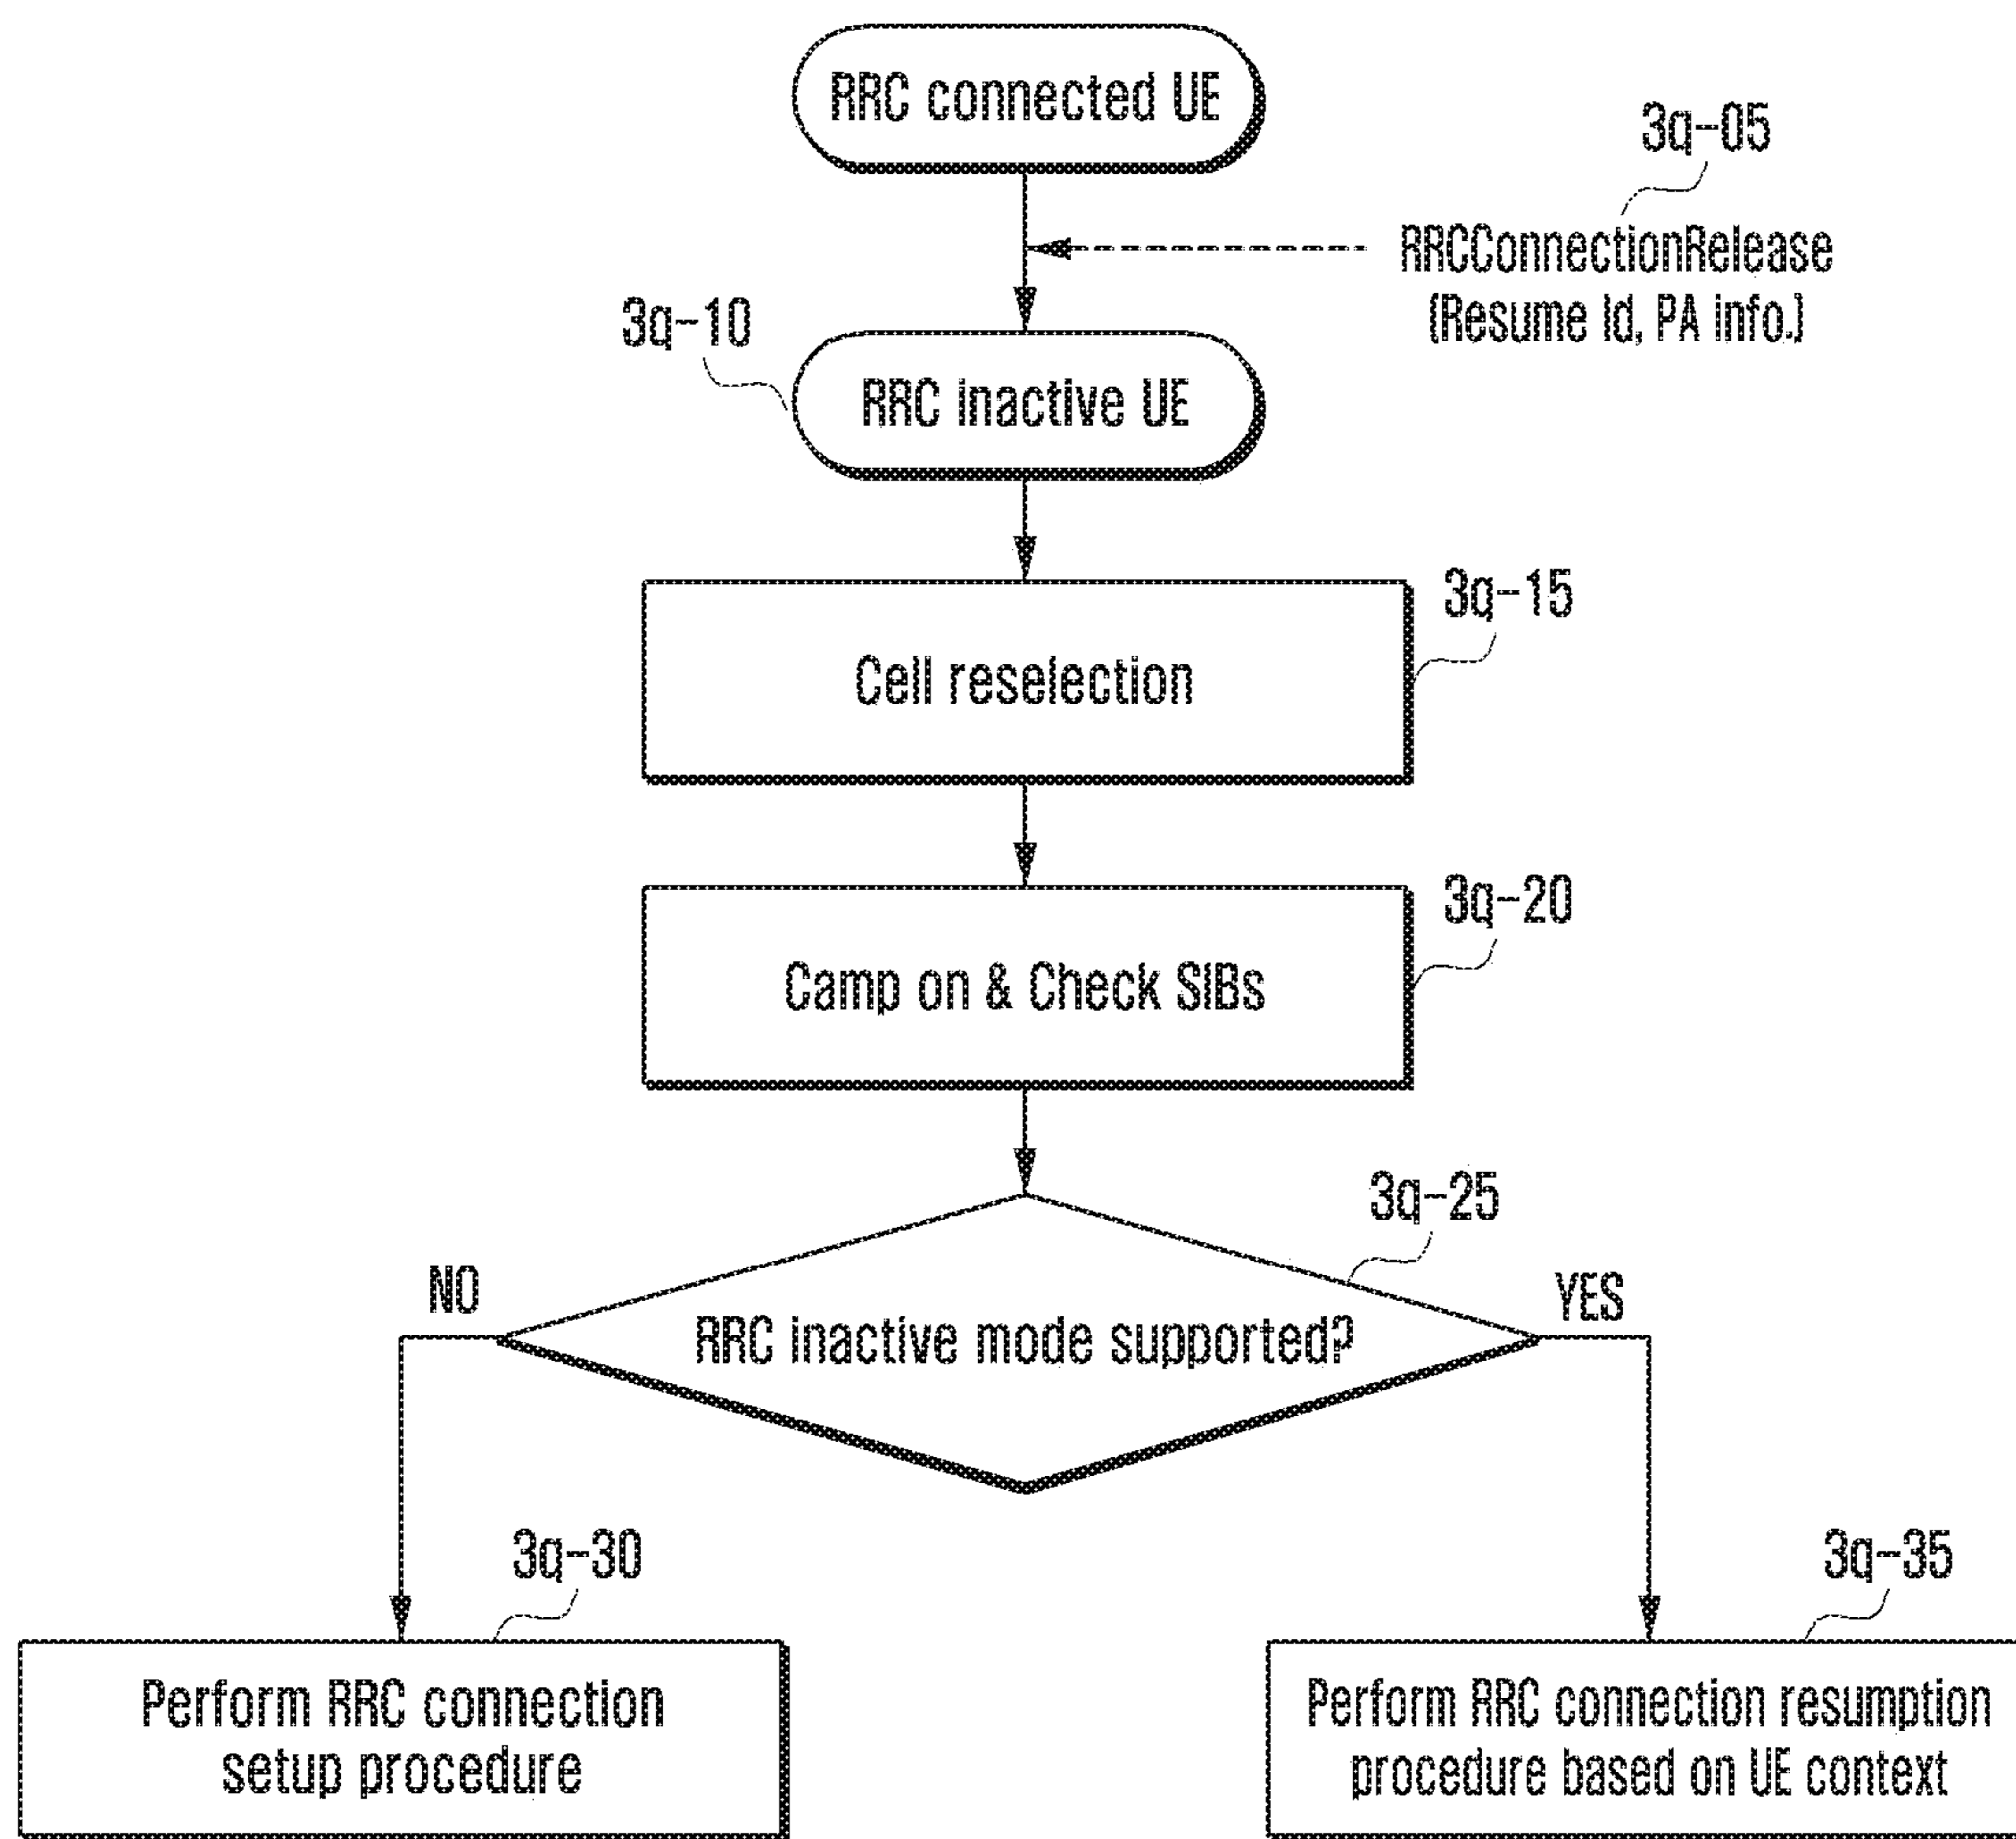 RRC connected UE
3q-05
RRCConnectionRelease
(Resume Id, PA info.)
3q-10
RRC inactive UE
3q-15
Cell reselection
3q-20
Camp on & Check SIBs
3q-25
NO
YES
RRC inactive mode supported?
3q-30
3q-35
Perform RRC connection
setup procedure
Perform RRC connection resumption
procedure based on UE context